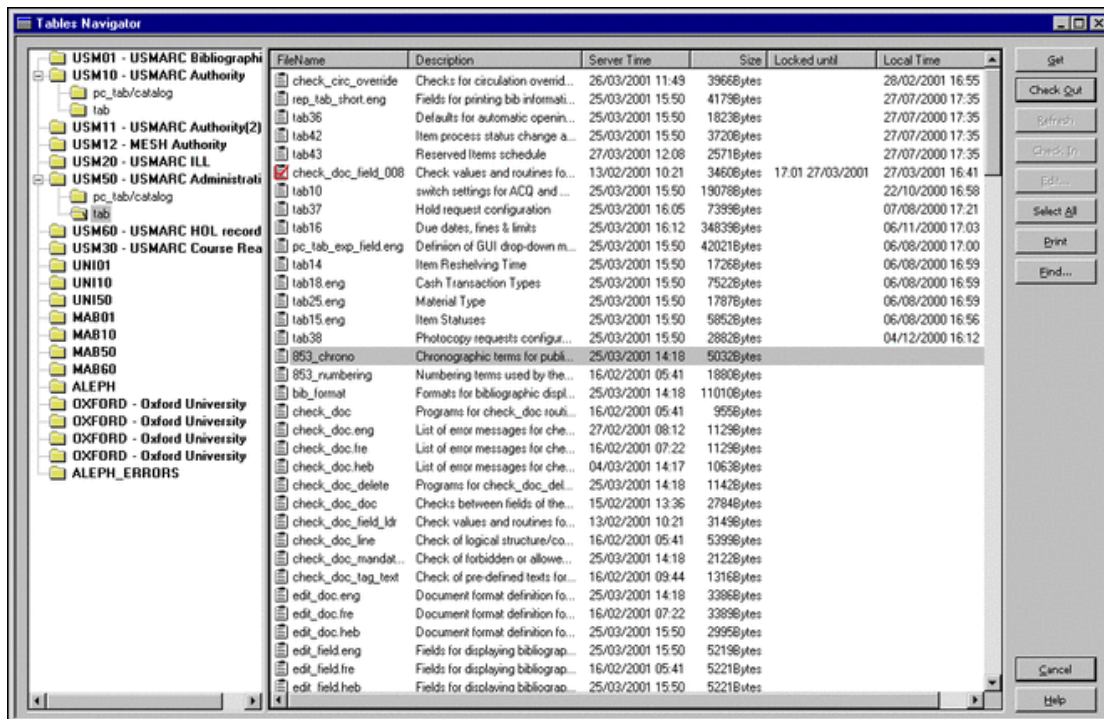 Tables Navigator
USM01 - USMARC Bibliographi
USM10 - USMARC Authority
pc_tab/catalog
tab
USM11 - USMARC Authority(2)
USM12 - MESH Authority
USM20 - USMARC ILL
USM50 - USMARC Administrati
pc_tab/catalog
tab
USM60 - USMARC HOL record
USM30 - USMARC Course Rea
UNI01
UNI10
UNI50
MAB01
MAB10
MAB50
MAB60
ALEPH
OXFORD - Oxford University
OXFORD - Oxford University
OXFORD - Oxford University
OXFORD - Oxford University
ALEPH_ERRORS
FileName Description Server Time Size Locked until Local Time
check_circ_override Checks for circulation overrid... 26/03/2001 11:49 3966Bytes 28/02/2001 16:55
rep_tab_short.eng Fields for printing bib informati... 25/03/2001 15:50 4179Bytes 27/07/2000 17:35
tab36 Defaults for automatic openin... 25/03/2001 15:50 1823Bytes 27/07/2000 17:35
tab42 Item process status change a... 25/03/2001 15:50 3720Bytes 27/07/2000 17:35
tab43 Reserved Items schedule 27/03/2001 12:08 2571Bytes 27/07/2000 17:35
check_doc_field_008 Check values and routines fo... 13/02/2001 10:21 34606Bytes 17:01 27/03/2001 27/03/2001 16:41
tab10 switch settings for ACQ and ... 25/03/2001 15:50 19078Bytes 22/10/2000 16:58
tab37 Hold request configuration 25/03/2001 16:05 7399Bytes 07/08/2000 17:21
tab16 Due dates, fines & limits 25/03/2001 16:12 34839Bytes 06/11/2000 17:03
pc_tab_exp_field.eng Definion of GUI drop-down m... 25/03/2001 15:50 42021Bytes 06/08/2000 17:00
tab14 Item Reshelving Time 25/03/2001 15:50 1726Bytes 06/08/2000 16:59
tab18.eng Cash Transaction Types 25/03/2001 15:50 7522Bytes 06/08/2000 16:59
tab25.eng Material Type 25/03/2001 15:50 1787Bytes 06/08/2000 16:59
tab15.eng Item Statuses 25/03/2001 15:50 5852Bytes 06/08/2000 16:56
tab38 Photocopy requests configur... 25/03/2001 15:50 2882Bytes 04/12/2000 16:12
853_chrono Chronographic terms for publi... 25/03/2001 14:18 5032Bytes
853_numbering Numbering terms used by the... 16/02/2001 05:41 1880Bytes
bib_format Formats for bibliographic displ... 25/03/2001 14:18 11010Bytes
check_doc Programs for check_doc routi... 16/02/2001 05:41 955Bytes
check_doc.eng List of error messages for che... 27/02/2001 08:12 1129Bytes
check_doc.fre List of error messages for che... 16/02/2001 07:22 1129Bytes
check_doc.heb List of error messages for che... 04/03/2001 14:17 1063Bytes
check_doc_delete Programs for check_doc_del... 25/03/2001 14:18 1142Bytes
check_doc_doc Checks between fields of the... 15/02/2001 13:36 2784Bytes
check_doc_field_ldr Check values and routines fo... 13/02/2001 10:21 3149Bytes
check_doc_line Check of logical structure/co... 16/02/2001 05:41 5399Bytes
check_doc_mandat... Check of forbidden or allowe... 25/03/2001 14:18 2122Bytes
check_doc_tag_text Check of pre-defined texts for... 16/02/2001 09:44 1316Bytes
edit_doc.eng Document format definition fo... 25/03/2001 14:18 3386Bytes
edit_doc.fre Document format definition fo... 16/02/2001 07:22 3389Bytes
edit_doc.heb Document format definition fo... 25/03/2001 15:50 2995Bytes
edit_field.eng Fields for displaying bibliograp... 25/03/2001 15:50 5219Bytes
edit_field.fre Fields for displaying bibliograp... 16/02/2001 05:41 5221Bytes
edit_field.heb Fields for displaying bibliograp... 25/03/2001 15:50 5221Bytes
Get
Check Out
Refresh
Check In
Edit...
Select All
Print
Find...
Cancel
Help